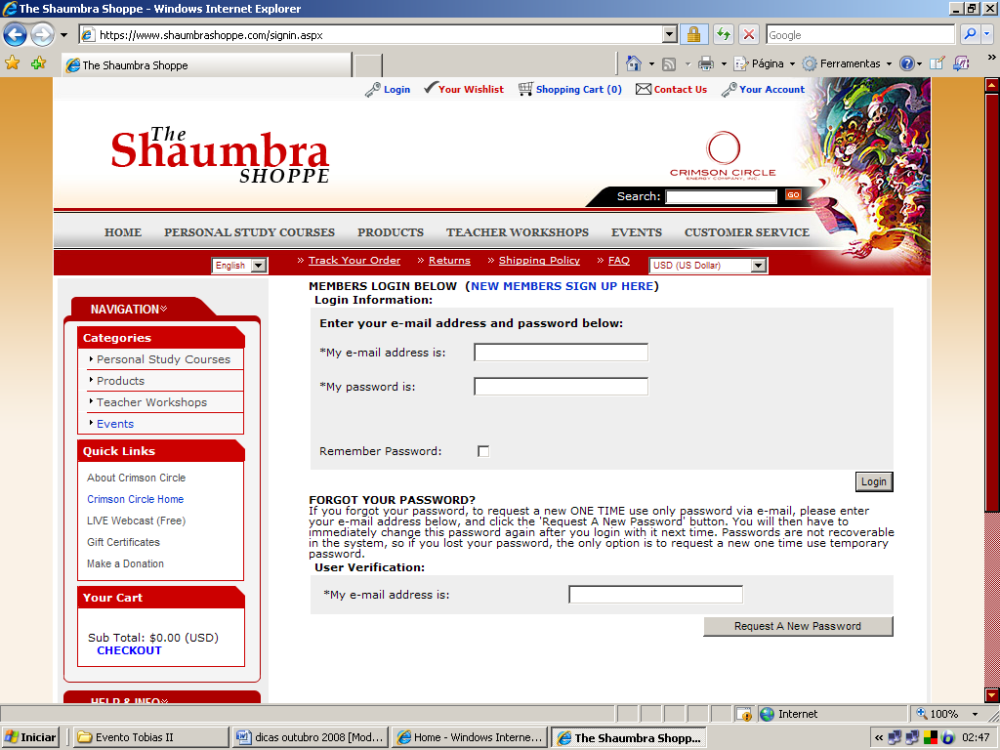 The Shaumbra Shoppe - Windows Internet Explorer
https://www.shaumbrashoppe.com/signin.aspx
Google
The Shaumbra Shoppe
Página
Ferramentas
Login
Your Wishlist
Shopping Cart (0)
Contact Us
Your Account
The
Shaumbra
SHOPPE
CRIMSON CIRCLE
ENERGY COMPANY, INC.
Search:
GO
HOME
PERSONAL STUDY COURSES
PRODUCTS
TEACHER WORKSHOPS
EVENTS
CUSTOMER SERVICE
English
» Track Your Order
» Returns
» Shipping Policy
» FAQ
USD (US Dollar)
NAVIGATION
Categories
Personal Study Courses
Products
Teacher Workshops
Events
Quick Links
About Crimson Circle
Crimson Circle Home
LIVE Webcast (Free)
Gift Certificates
Make a Donation
Your Cart
Sub Total: $0.00 (USD)
CHECKOUT
HELP & INFO
MEMBERS LOGIN BELOW (NEW MEMBERS SIGN UP HERE)
Login Information:
Enter your e-mail address and password below:
*My e-mail address is:
*My password is:
Remember Password:
Login
FORGOT YOUR PASSWORD?
If you forgot your password, to request a new ONE TIME use only password via e-mail, please enter
your e-mail address below, and click the 'Request A New Password' button. You will then have to
immediately change this password again after you login with it next time. Passwords are not recoverable
in the system, so if you lost your password, the only option is to request a new one time use temporary
password.
User Verification:
*My e-mail address is:
Request A New Password
Internet
100%
Iniciar
Evento Tobias II
dicas outubro 2008 [Mod...
Home - Windows Interne...
The Shaumbra Shopp...
02:47